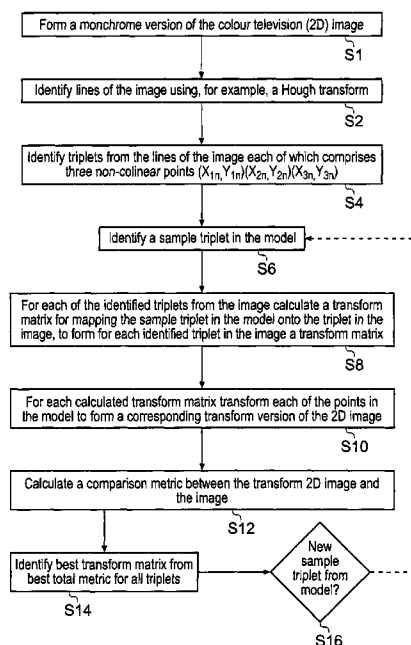 Form a monochrome version of the colour television (2D) image
S1
Identify lines of the image using, for example, a Hough transform
S2
Identify triplets from the lines of the image each of which comprises
three non-colinear points (X1n,Y1n)(X2n,Y2n)(X3n,Y3n)
S4
Identify a sample triplet in the model
S6
For each of the identified triplets from the image calculate a transform
matrix for mapping the sample triplet in the model onto the triplet in the
image, to form for each identified triplet in the image a transform matrix
S8
For each calculated transform matrix transform each of the points in
the model to form a corresponding transform version of the 2D image
S10
Calculate a comparison metric between the transform 2D image and
the image
S12
Identify best transform matrix from
best total metric for all triplets
S14
New
sample
triplet from
model?
S16